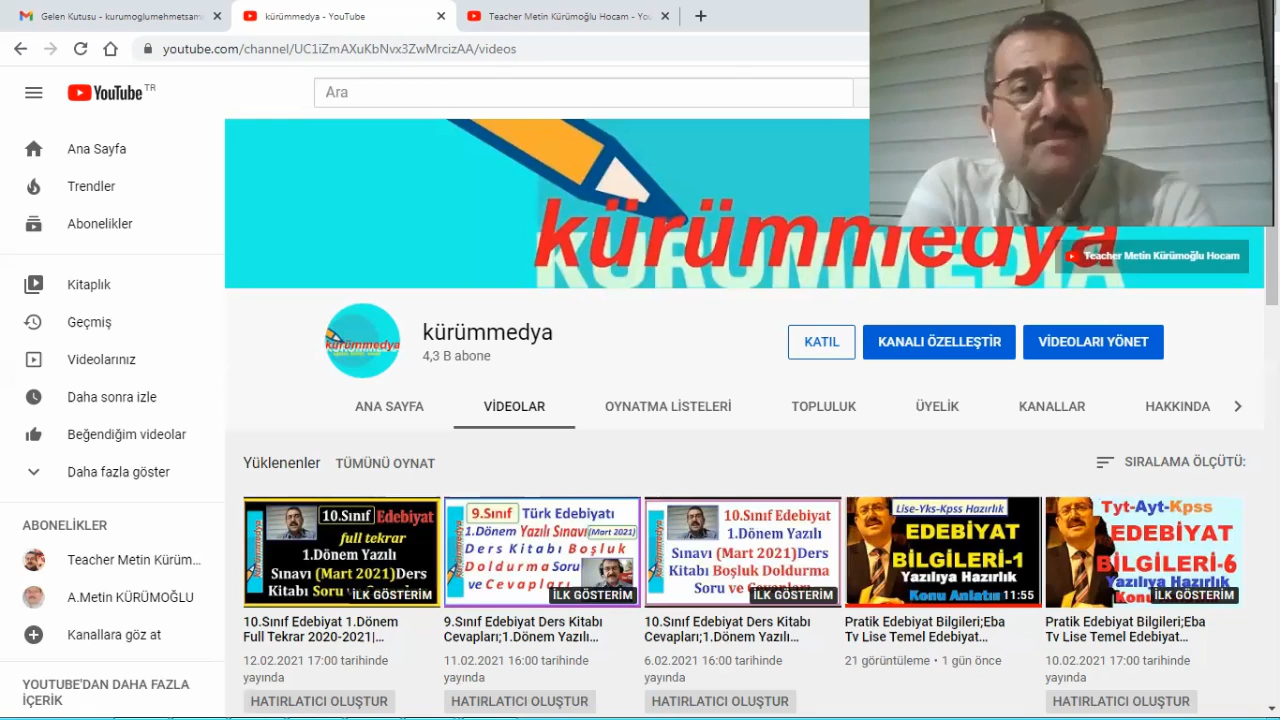 Gelen Kutusu - kurumoglumehmetsam
kürümmedya - YouTube
Teacher Metin Kürümoğlu Hocam - You
youtube.com/channel/UC1iZmAXuKbNvx3ZwMrcizAA/videos
YouTube TR
Ara
Ana Sayfa
Trendler
Abonelikler
Kitaplık
Geçmiş
Videolarınız
Daha sonra izle
Beğendiğim videolar
Daha fazla göster
ABONELİKLER
Teacher Metin Kürüm...
A.Metin KÜRÜMOĞLU
Kanallara göz at
YOUTUBE'DAN DAHA FAZLA
İÇERİK
kürümmedya
KÜRÜMMEDİA
Teacher Metin Kürümoğlu Hocam
kürümmedya
kürümmedya
4,3 B abone
KATIL
KANALI ÖZELLEŞTİR
VİDEOLARI YÖNET
ANA SAYFA
VİDEOLAR
OYNATMA LİSTELERİ
TOPLULUK
ÜYELİK
KANALLAR
HAKKINDA
Yüklenenler
TÜMÜNÜ OYNAT
SIRALAMA ÖLÇÜTÜ:
10.Sınıf Edebiyat
full tekrar
1.Dönem Yazılı
Sınavı (Mart 2021)Ders
Kitabı Soru
İLK GÖSTERİM
10.Sınıf Edebiyat 1.Dönem
Full Tekrar 2020-2021|...
12.02.2021 17:00 tarihinde
yayında
HATIRLATICI OLUŞTUR
9.Sınıf Türk Edebiyatı
1.Dönem Yazılı Sınavı (Mart 2021)
Ders Kitabı Boşluk
Doldurma Soru
ve Cevapları
İLK GÖSTERİM
9.Sınıf Edebiyat Ders Kitabı
Cevapları;1.Dönem Yazılı...
11.02.2021 16:00 tarihinde
yayında
HATIRLATICI OLUŞTUR
10.Sınıf Edebiyat
1.Dönem Yazılı
Sınavı (Mart 2021)Ders
Kitabı Boşluk Doldurma
Soru ve Cevapları
İLK GÖSTERİM
10.Sınıf Edebiyat Ders Kitabı
Cevapları;1.Dönem Yazılı...
6.02.2021 16:00 tarihinde
yayında
HATIRLATICI OLUŞTUR
Lise-Yks-Kpss Hazırlık
EDEBİYAT
BİLGİLERİ-1
Yazılıya Hazırlık
Konu Anlatım
11:55
Pratik Edebiyat Bilgileri;Eba
Tv Lise Temel Edebiyat...
21 görüntüleme • 1 gün önce
Tyt-Ayt-Kpss
EDEBİYAT
BİLGİLERİ-6
Yazılıya Hazırlık
İLK GÖSTERİM
Pratik Edebiyat Bilgileri;Eba
Tv Lise Temel Edebiyat...
10.02.2021 17:00 tarihinde
yayında
HATIRLATICI OLUŞTUR